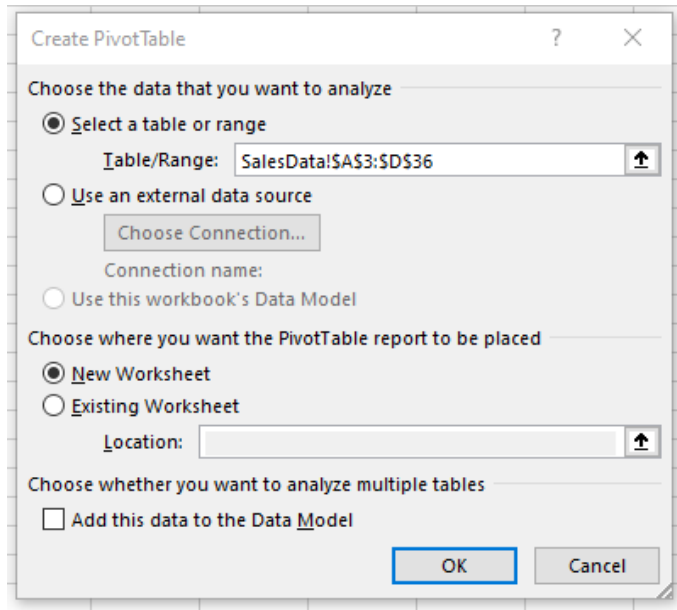 Create PivotTable ?
Choose the data that you want to analyze
Select a table or range
Table/Range: SalesData!$A$3:$D$36
Use an external data source
Choose Connection...
Connection name:
Use this workbook's Data Model
Choose where you want the PivotTable report to be placed
New Worksheet
Existing Worksheet
Location:
Choose whether you want to analyze multiple tables
Add this data to the Data Model
OK Cancel